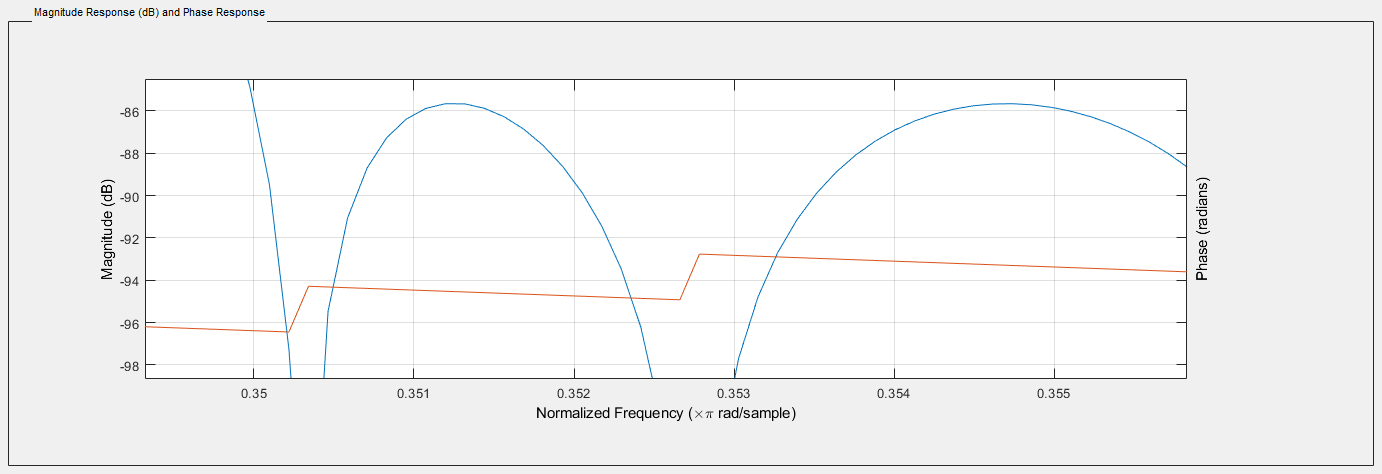 Magnitude Response (dB) and Phase Response
-86
-88
-90
-92
-94
-96
-98
Magnitude (dB)
Phase (radians)
0.35 0.351 0.352 0.353 0.354 0.355
Normalized Frequency (×π rad/sample)